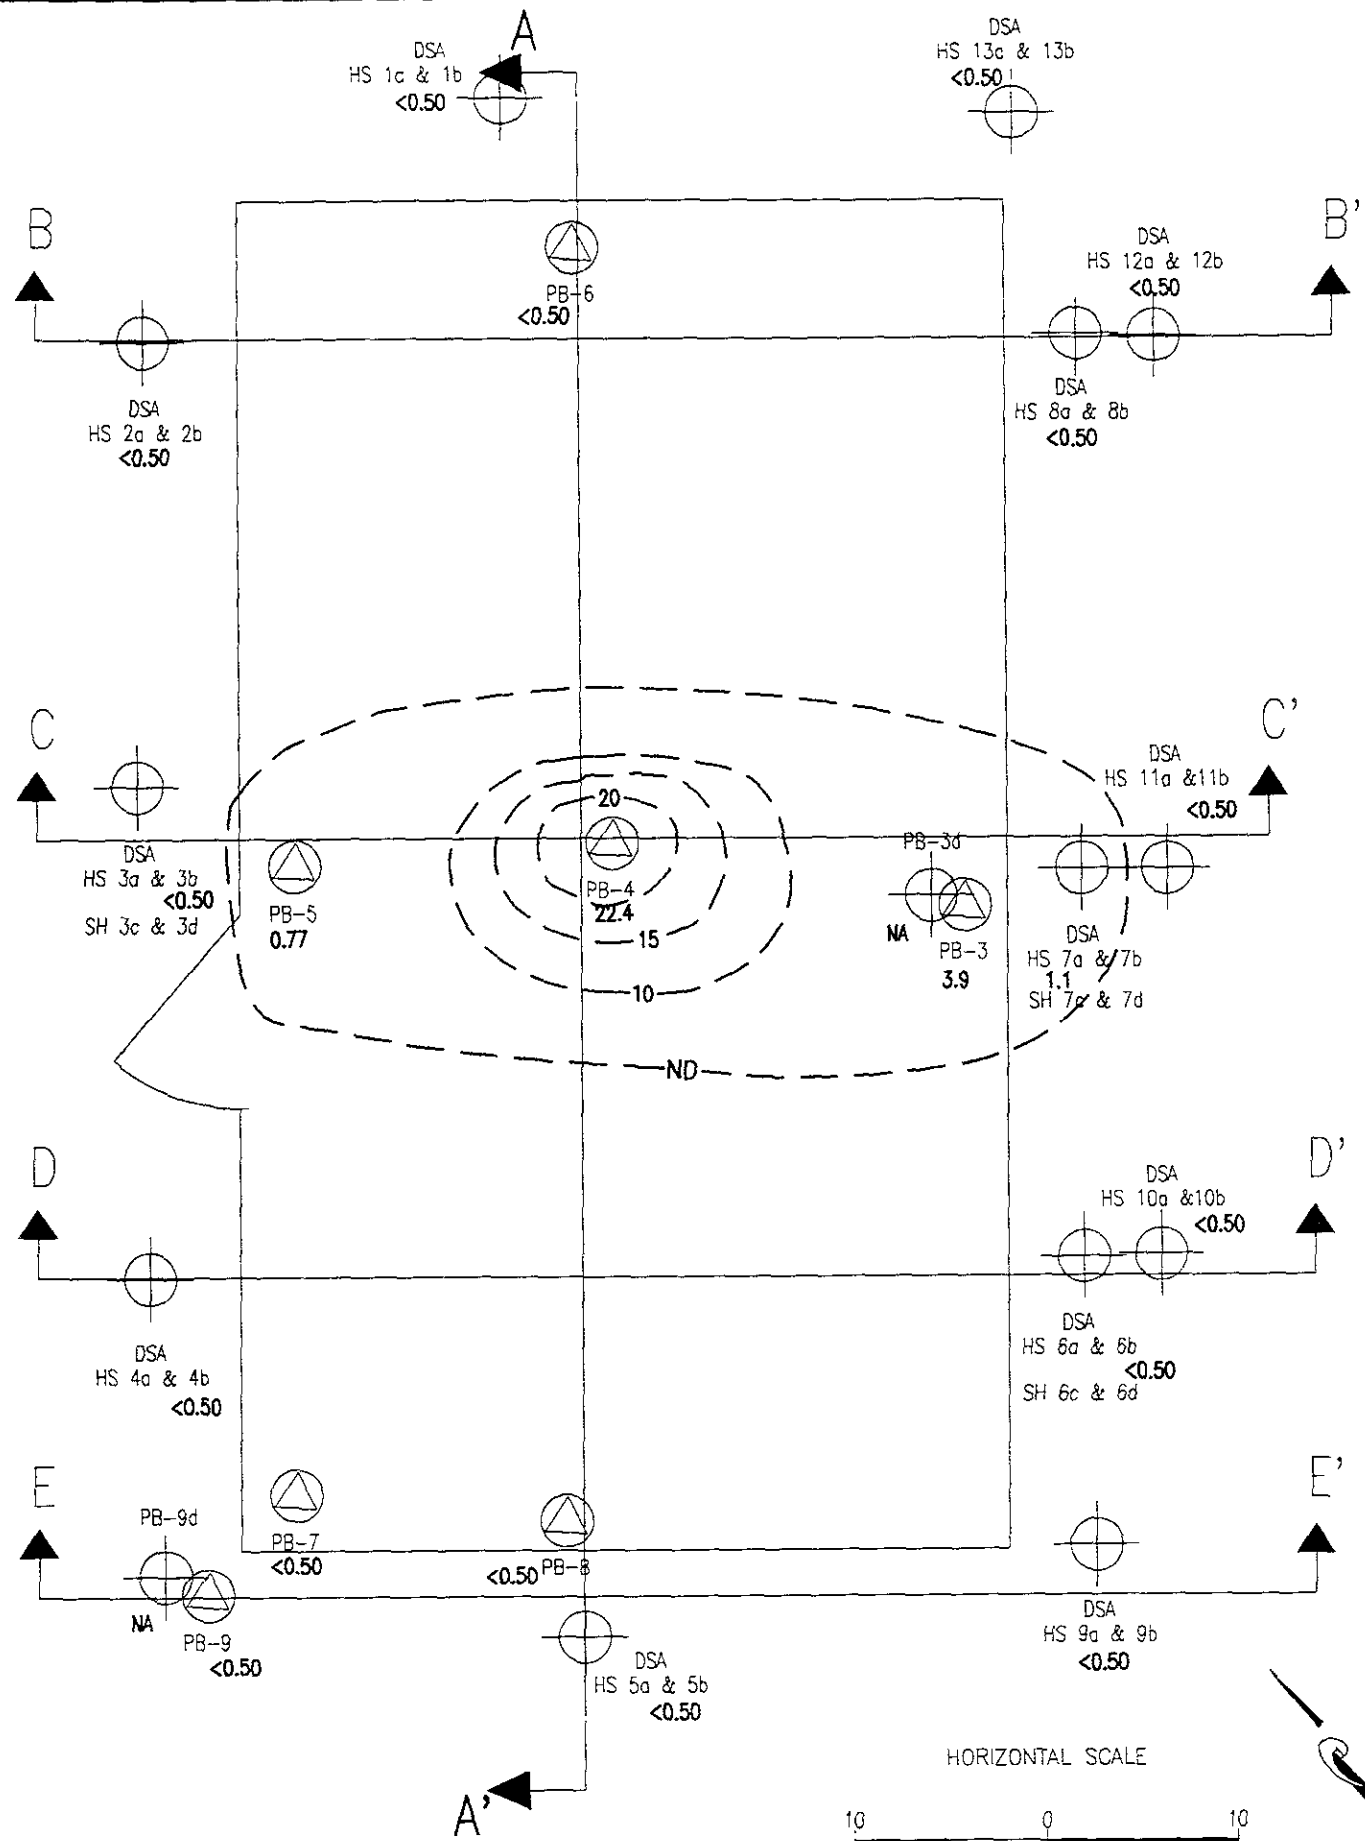 A
DSA
HS 1c & 1b
<0.50
DSA
HS 13c & 13b
<0.50
B
B'
DSA
HS 12a & 12b
<0.50
PB-6
<0.50
DSA
HS 2a & 2b
<0.50
DSA
HS 8a & 8b
<0.50
C
C'
DSA
HS 11a &11b
<0.50
20
DSA
HS 3a & 3b
<0.50
SH 3c & 3d
PB-5
0.77
PB-4
22.4
15
10
PB-3d
NA
PB-3
3.9
DSA
HS 7a & 7b
1.1
SH 7c & 7d
ND
D
D'
DSA
HS 10a &10b
<0.50
DSA
HS 4a & 4b
<0.50
DSA
HS 6a & 6b
<0.50
SH 6c & 6d
E
E'
PB-9d
NA
PB-9
<0.50
PB-7
<0.50
<0.50 PB-8
DSA
HS 5a & 5b
<0.50
DSA
HS 9a & 9b
<0.50
HORIZONTAL SCALE
A'
10 0 10